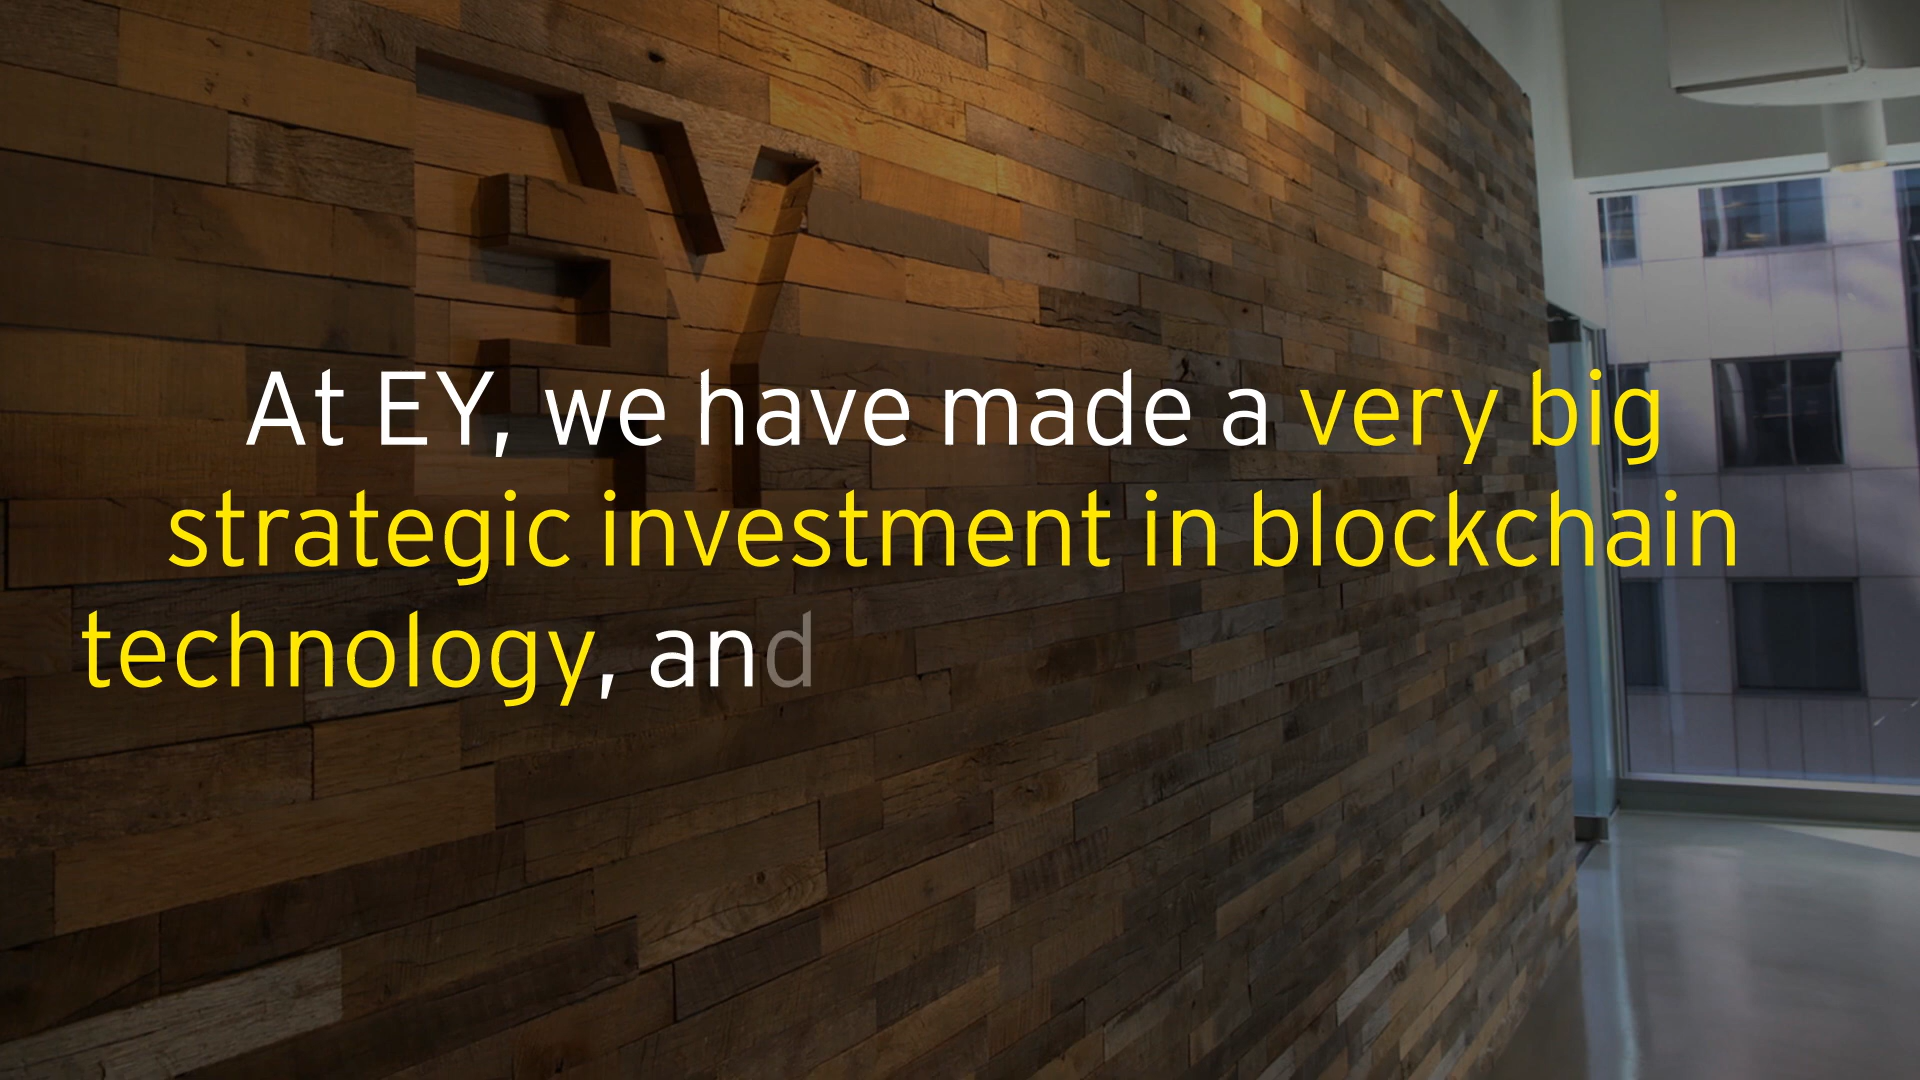 EY
At EY, we have made a very big
strategic investment in blockchain
technology, and